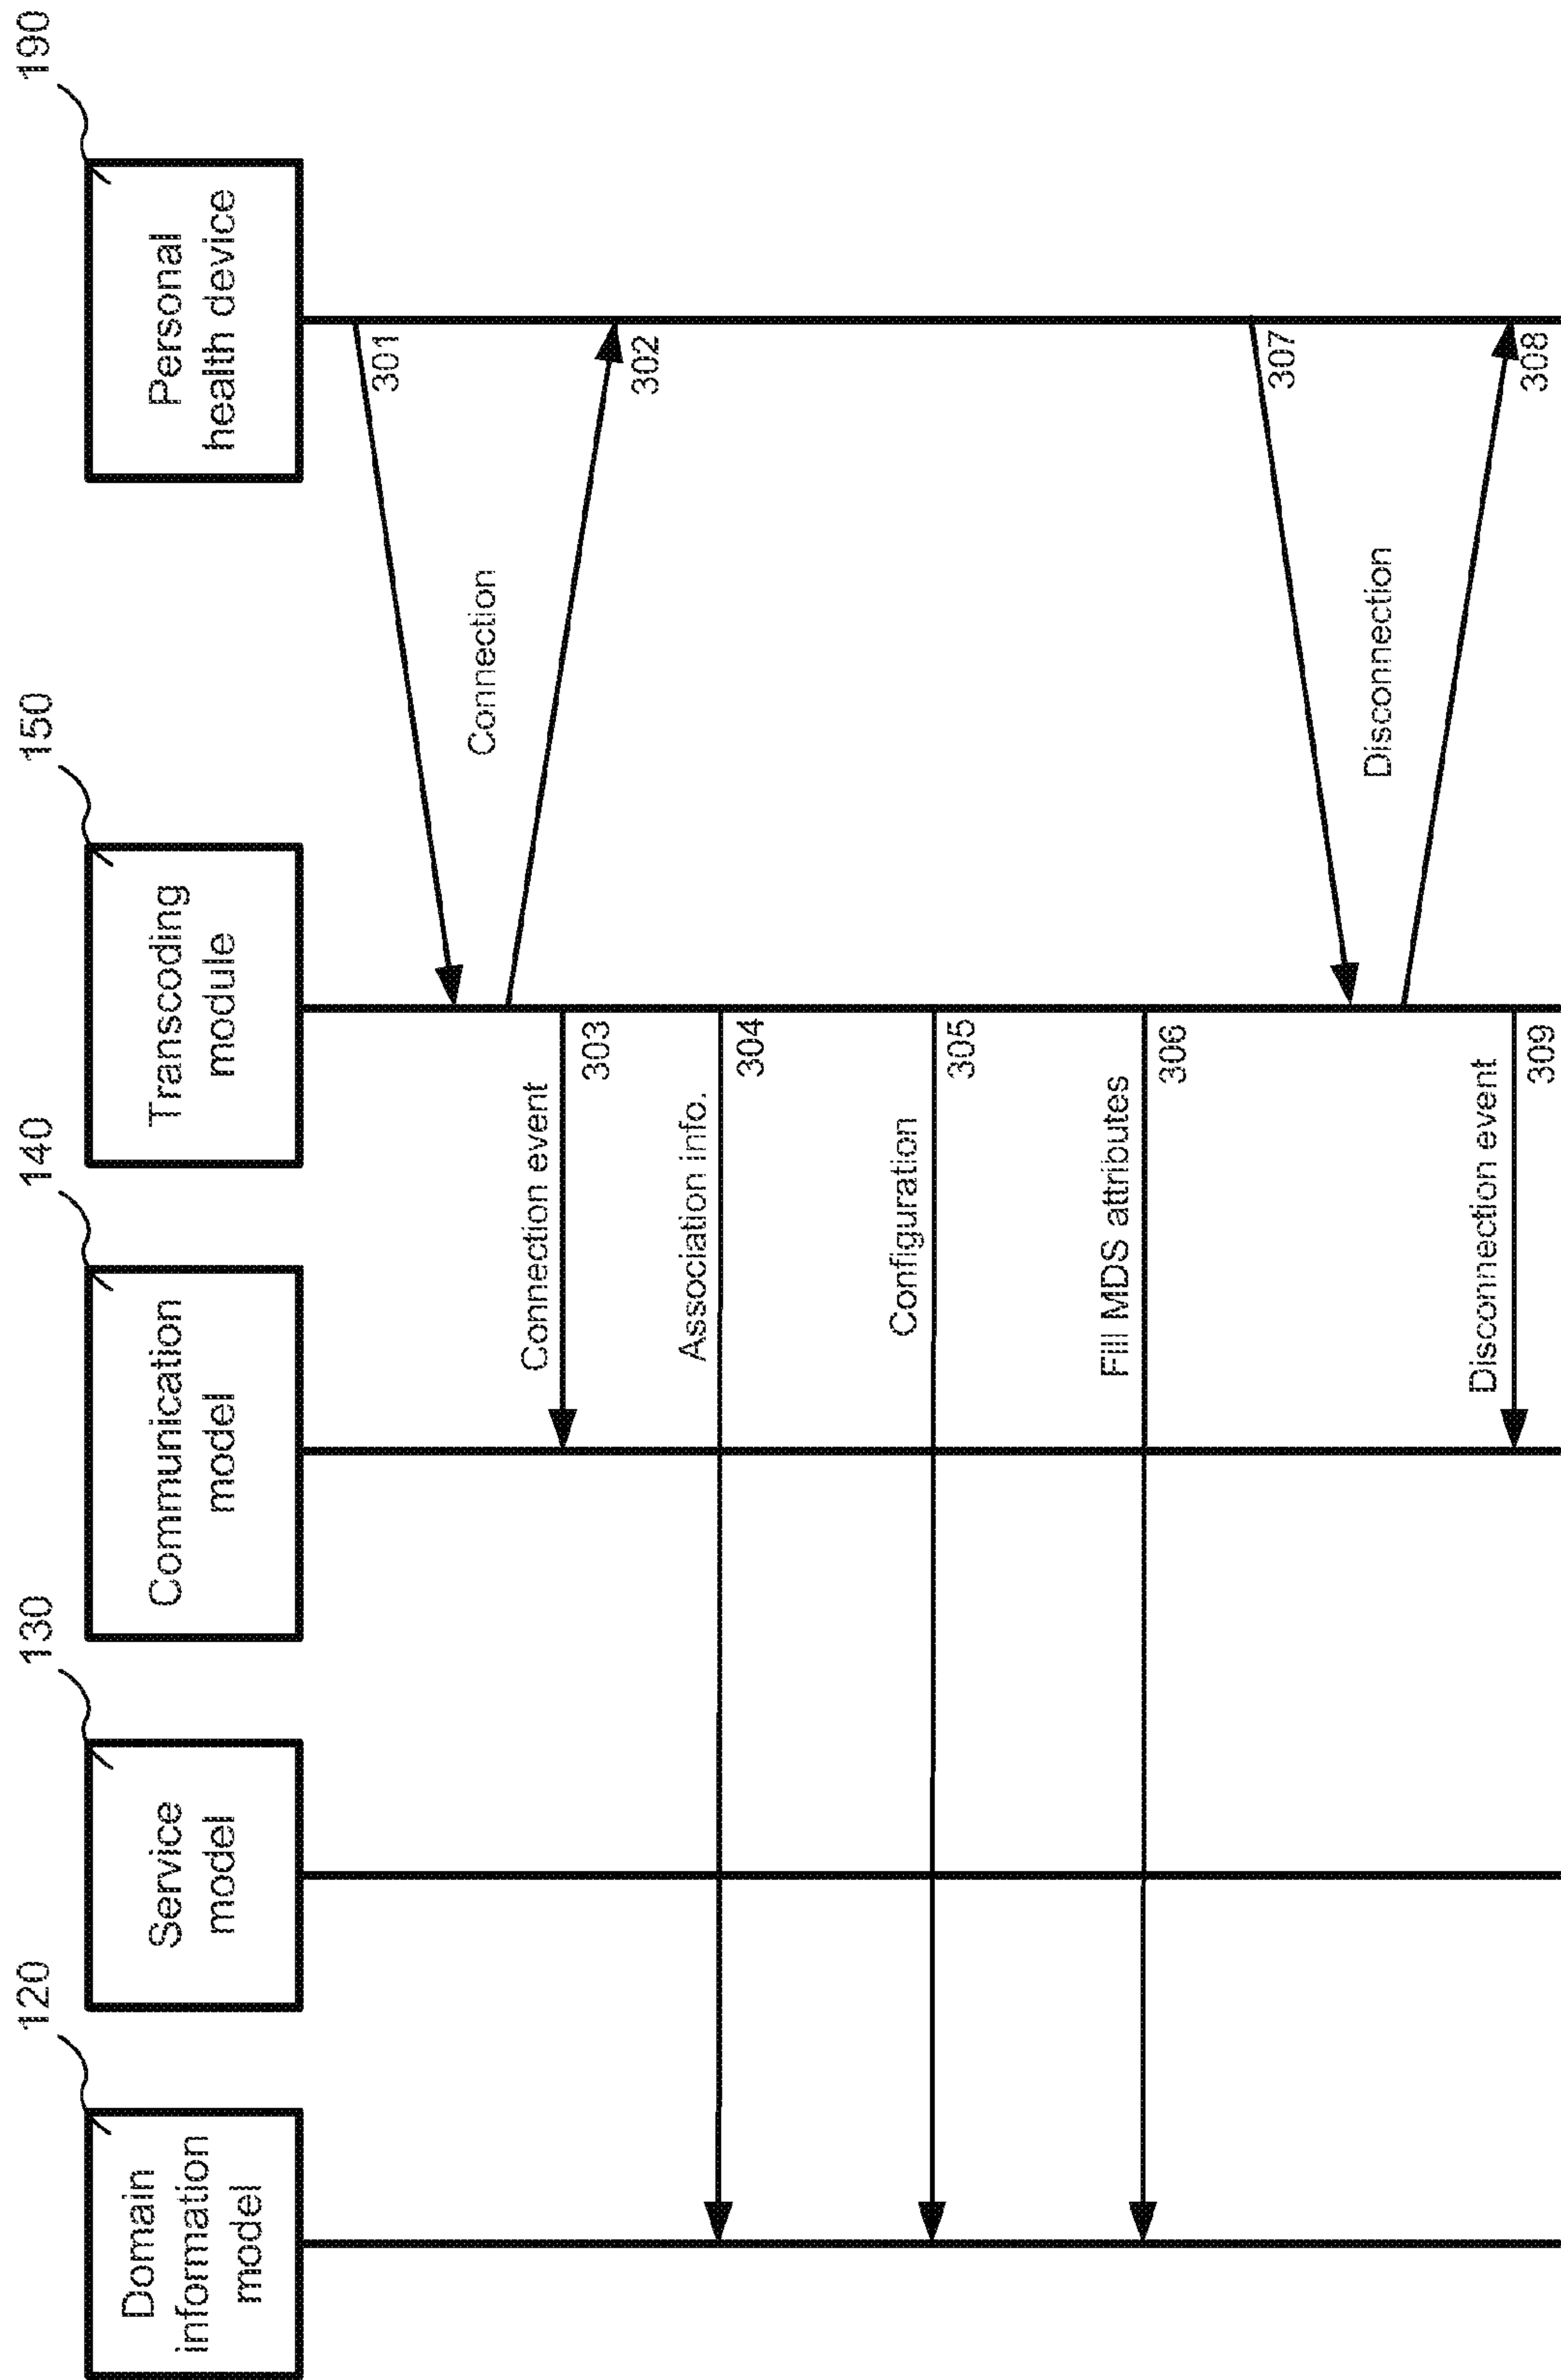 120
130
140
150
190
Domain
information
model
Service
model
Communication
model
Transcoding
module
Personal
health device
301
Connection
302
Connection event
303
Association info.
304
Configuration
305
Fill MDS attributes
306
307
Disconnection
308
Disconnection event
309